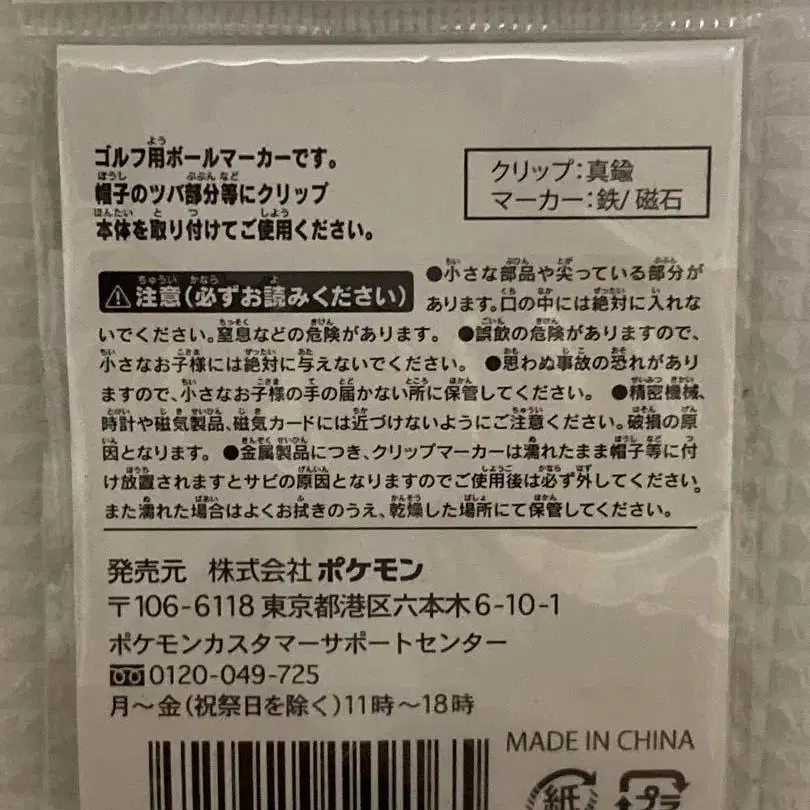 ゴルフ用ボールマーカーです。
帽子のツバ部分等にクリップ
本体を取り付けてご使用ください。
クリップ:真鍮
マーカー:鉄/磁石
⚠注意(必ずお読みください)
●小さな部品や尖っている部分が
あります。口の中には絶対に入れな
いでください。窒息などの危険があります。 ●誤飲の危険がありますので、
小さなお子様には絶対に与えないでください。 ●思わぬ事故の恐れがあり
ますので、小さなお子様の手の届かない所に保管してください。 ●精密機械、
時計や磁気製品、磁気カードには近づけないようにご注意ください。破損の原
因となります。 ●金属製品につき、クリップマーカーは濡れたまま帽子等に付
け放置されますとサビの原因となりますのでご使用後は必ず外してください。
また濡れた場合はよくお拭きのうえ、乾燥した場所にて保管してください。
発売元 株式会社ポケモン
〒106-6118 東京都港区六本木6-10-1
ポケモンカスタマーサポートセンター
0120-049-725
月～金(祝祭日を除く)11時～18時
MADE IN CHINA
紙
プラ